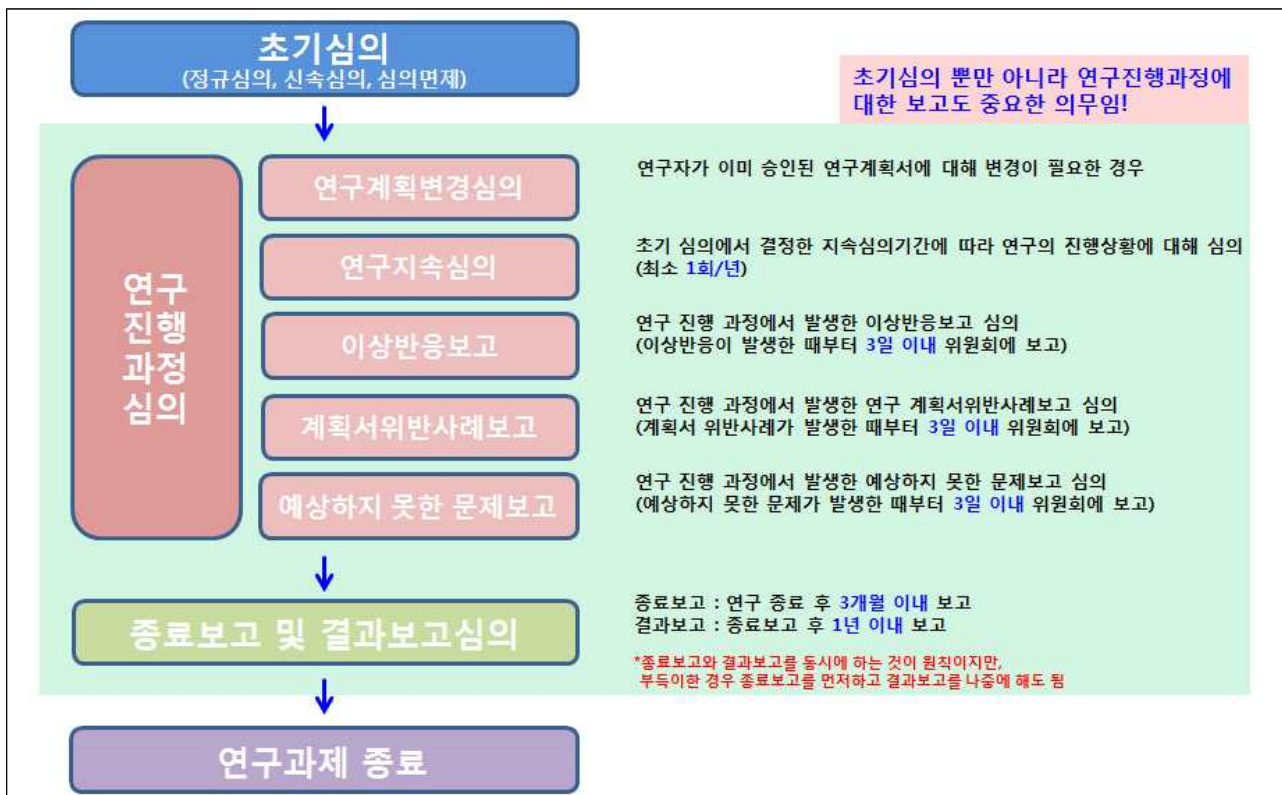 초기심의
(정규심의, 신속심의, 심의면제)
초기심의 뿐만 아니라 연구진행과정에
대한 보고도 중요한 의무임!
연구
진행
과정
심의
연구계획변경심의
연구자가 이미 승인된 연구계획서에 대해 변경이 필요한 경우
연구지속심의
초기 심의에서 결정한 지속심의기간에 따라 연구의 진행상황에 대해 심의
(최소 1회/년)
이상반응보고
연구 진행 과정에서 발생한 이상반응보고 심의
(이상반응이 발생한 때부터 3일 이내 위원회에 보고)
계획서위반사례보고
연구 진행 과정에서 발생한 연구 계획서위반사례보고 심의
(계획서 위반사례가 발생한 때부터 3일 이내 위원회에 보고)
예상하지 못한 문제보고
연구 진행 과정에서 발생한 예상하지 못한 문제보고 심의
(예상하지 못한 문제가 발생한 때부터 3일 이내 위원회에 보고)
종료보고 및 결과보고심의
종료보고 : 연구 종료 후 3개월 이내 보고
결과보고 : 종료보고 후 1년 이내 보고
*종료보고와 결과보고를 동시에 하는 것이 원칙이지만,
부득이한 경우 종료보고를 먼저하고 결과보고를 나중에 해도 됨
연구과제 종료